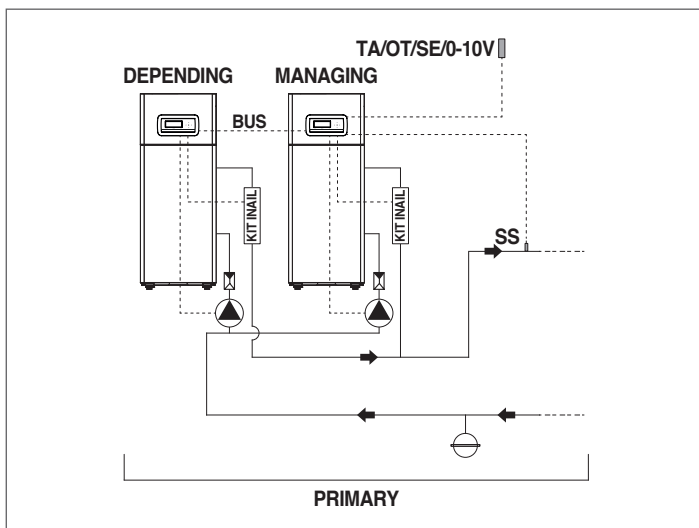 TA/OT/SE/0-10V
DEPENDING
MANAGING
BUS
KIT INAIL
KIT INAIL
SS
PRIMARY